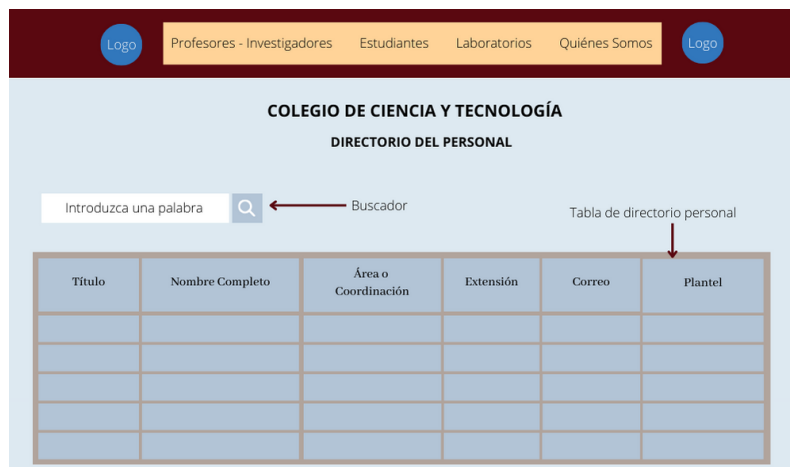 Logo
Profesores - Investigadores Estudiantes Laboratorios Quiénes Somos
Logo
COLEGIO DE CIENCIA Y TECNOLOGÍA
DIRECTORIO DEL PERSONAL
Introduzca una palabra
Buscador
Tabla de directorio personal
Título
Nombre Completo
Área o
Coordinación
Extensión
Correo
Plantel